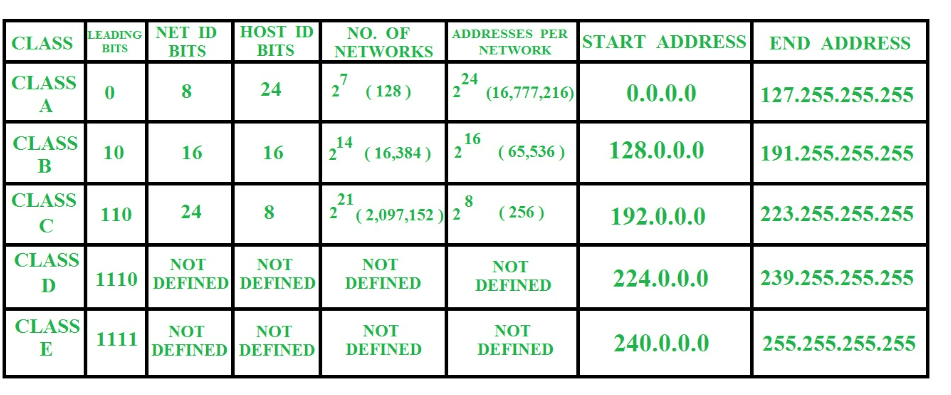 CLASS LEADING BITS NET ID BITS HOST ID BITS NO. OF NETWORKS ADDRESSES PER NETWORK START ADDRESS END ADDRESS
CLASS A 0 8 24 2^7 ( 128 ) 2^24 (16,777,216) 0.0.0.0 127.255.255.255
CLASS B 10 16 16 2^14 ( 16,384 ) 2^16 ( 65,536 ) 128.0.0.0 191.255.255.255
CLASS C 110 24 8 2^21 ( 2,097,152 ) 2^8 ( 256 ) 192.0.0.0 223.255.255.255
CLASS D 1110 NOT DEFINED NOT DEFINED NOT DEFINED NOT DEFINED 224.0.0.0 239.255.255.255
CLASS E 1111 NOT DEFINED NOT DEFINED NOT DEFINED NOT DEFINED 240.0.0.0 255.255.255.255